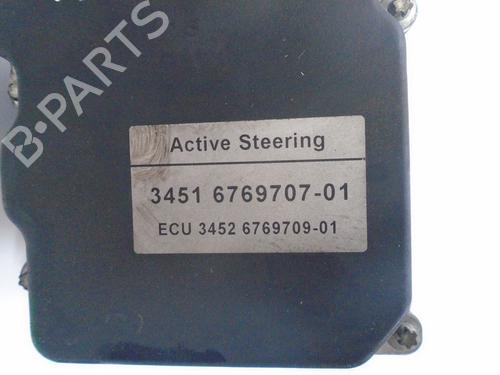 B-PARTS
Active Steering
3451 6769707-01
ECU 3452 6769709-01